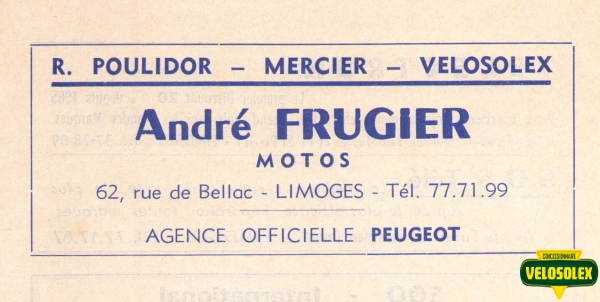 R. POULIDOR – MERCIER – VELOSOLEX
André FRUGIER
MOTOS
62, rue de Bellac - LIMOGES - Tél. 77.71.99
AGENCE OFFICIELLE PEUGEOT
CONCESSIONNAIRE
VELOSOLEX